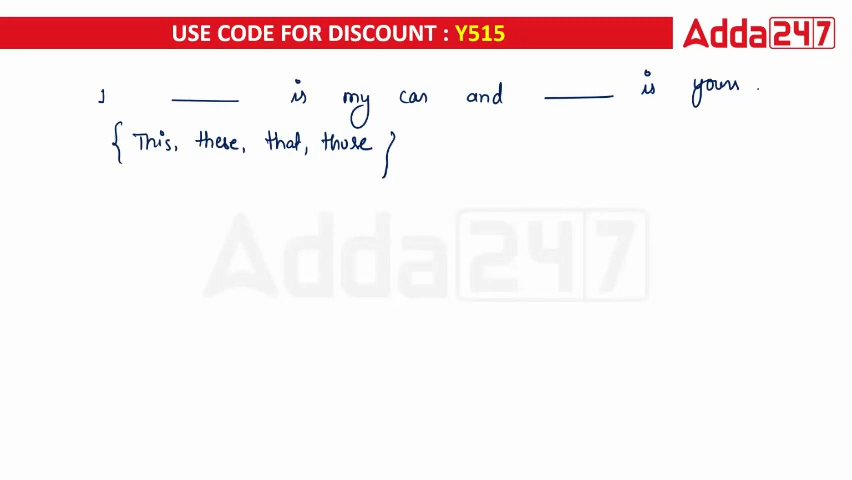 USE CODE FOR DISCOUNT : Y515
Adda247
1 ____ is my car and ____ is yours.
{ This, these, that, those }
Adda247